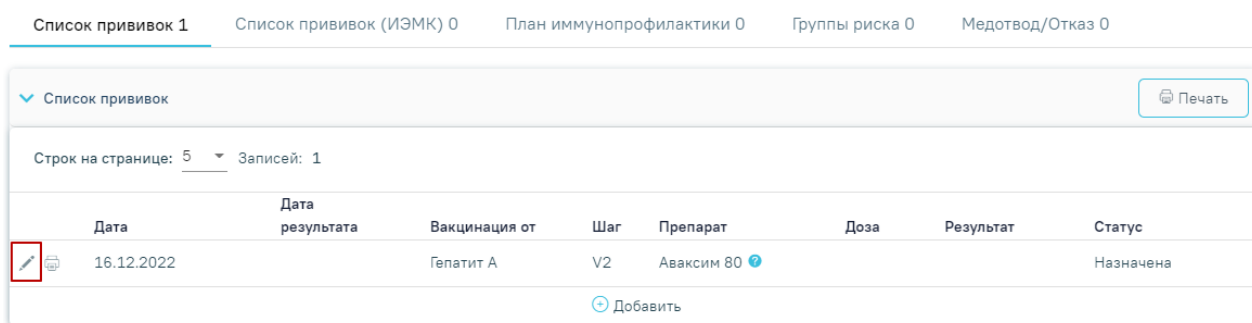 Список прививок 1 Список прививок (ИЭМК) 0 План иммунопрофилактики 0 Группы риска 0 Медотвод/Отказ 0
Список прививок Печать
Строк на странице: 5 Записей: 1
Дата Дата результата Вакцинация от Шаг Препарат Доза Результат Статус
16.12.2022 Гепатит А V2 Аваксим 80 ? Назначена
Добавить